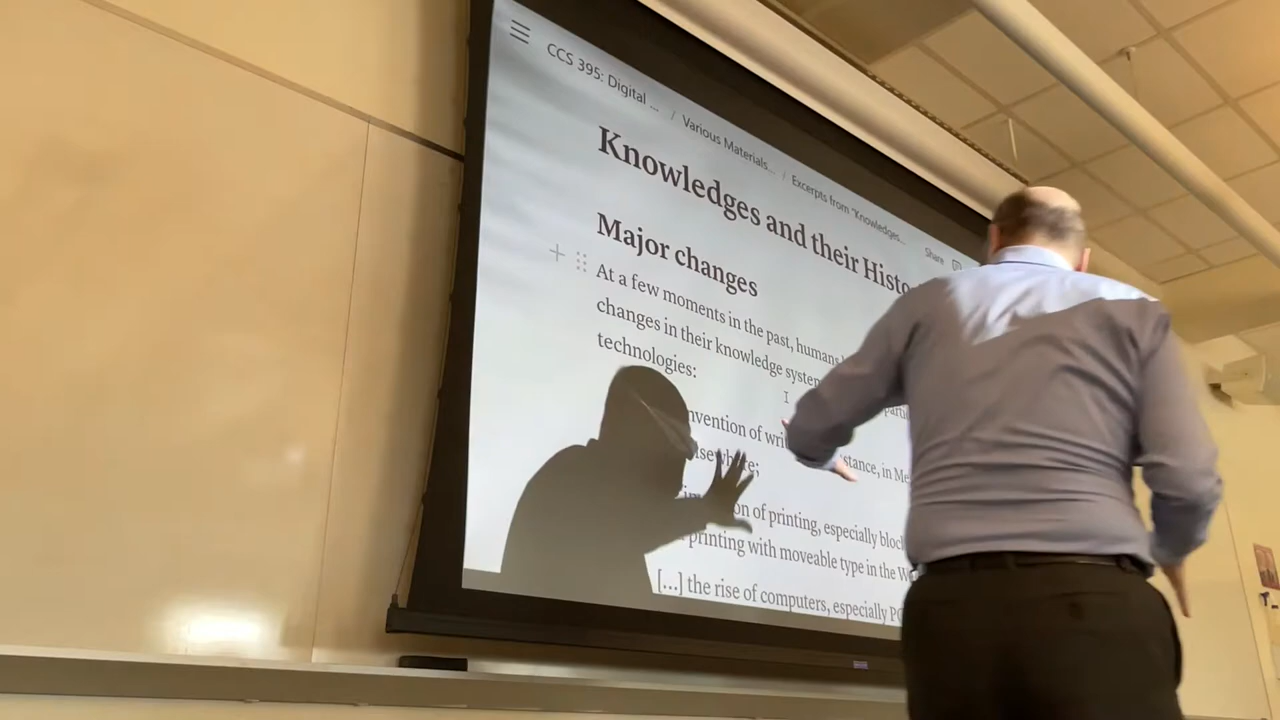 CCS 395: Digital ... / Various Materials... / Excerpts from "Knowledges...
Share
Knowledges and their Histo
Major changes
At a few moments in the past, humans
changes in their knowledge system
technologies:
nvention of wri stance, in Me
lsewhere;
on of printing, especially bloc
printing with moveable type in the W
[...] the rise of computers, especially PC